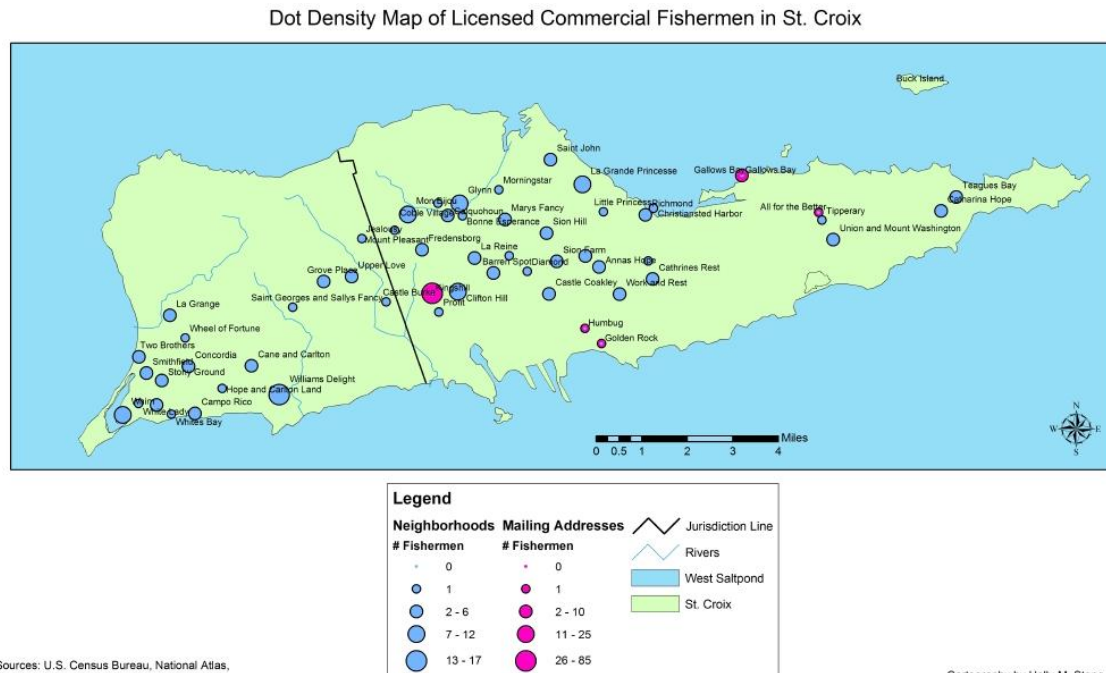 Dot Density Map of Licensed Commercial Fishermen in St. Croix
Buck Island
Saint John
Gallows Bay Gallows Bay
La Grande Princesse
Morningstar
Teagues Bay
Glynn
Mon Bijou
Little Princess
Richmond
Catharina Hope
All for the Better
Tipperary
Coble Village
Marys Fancy
Christiansted Harbor
Bonne Esperance
Sion Hill
Jealousy
Union and Mount Washington
Mount Pleasant
Fredensborg
La Reine
Sion Farm
Barren Spot
Diamond
Annas Hope
Upper Love
Grove Place
Cathrines Rest
Kingshill
Castle Burke
Clifton Hill
Castle Coakley
Work and Rest
Saint Georges and Sallys Fancy
La Grange
Profit
Humbug
Wheel of Fortune
Golden Rock
Two Brothers
Concordia
Cane and Carlton
Smithfield
Stony Ground
Williams Delight
Hope and Carlton Land
Campo Rico
White Lady
Whites Bay
N
W
E
S
Miles
0 0.5 1 2 3 4
Legend
Neighborhoods Mailing Addresses
# Fishermen # Fishermen
Jurisdiction Line
0 0
Rivers
1 1
West Saltpond
2 - 6 2 - 10
St. Croix
7 - 12 11 - 25
13 - 17 26 - 85
Sources: U.S. Census Bureau, National Atlas,